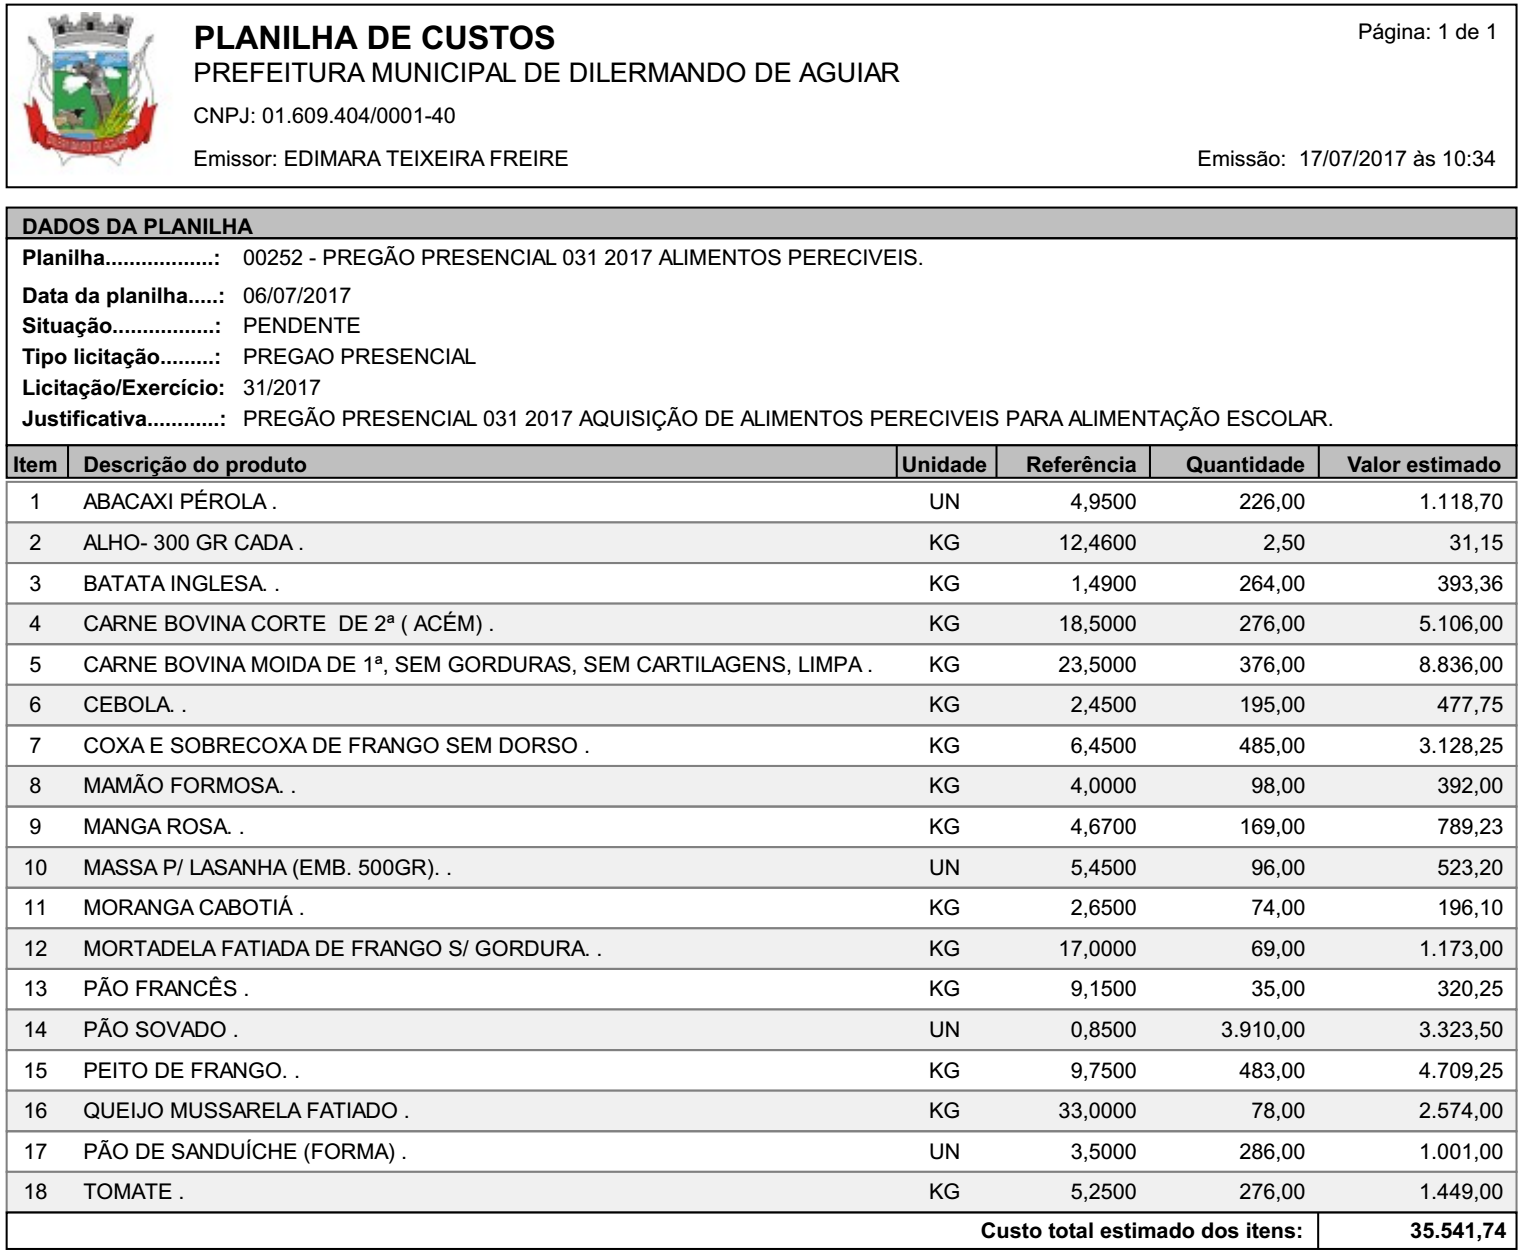 PLANILHA DE CUSTOS
Página: 1 de 1
PREFEITURA MUNICIPAL DE DILERMANDO DE AGUIAR
CNPJ: 01.609.404/0001-40
Emissor: EDIMARA TEIXEIRA FREIRE Emissão: 17/07/2017 às 10:34
DILERMANDO DE AGUIAR
DADOS DA PLANILHA
Planilha..................: 00252 - PREGÃO PRESENCIAL 031 2017 ALIMENTOS PERECIVEIS.
Data da planilha.....: 06/07/2017
Situação.................: PENDENTE
Tipo licitação.........: PREGAO PRESENCIAL
Licitação/Exercício: 31/2017
Justificativa............: PREGÃO PRESENCIAL 031 2017 AQUISIÇÃO DE ALIMENTOS PERECIVEIS PARA ALIMENTAÇÃO ESCOLAR.
Item Descrição do produto Unidade Referência Quantidade Valor estimado
1 ABACAXI PÉROLA . UN 4,9500 226,00 1.118,70
2 ALHO- 300 GR CADA . KG 12,4600 2,50 31,15
3 BATATA INGLESA. . KG 1,4900 264,00 393,36
4 CARNE BOVINA CORTE  DE 2ª ( ACÉM) . KG 18,5000 276,00 5.106,00
5 CARNE BOVINA MOIDA DE 1ª, SEM GORDURAS, SEM CARTILAGENS, LIMPA . KG 23,5000 376,00 8.836,00
6 CEBOLA. . KG 2,4500 195,00 477,75
7 COXA E SOBRECOXA DE FRANGO SEM DORSO . KG 6,4500 485,00 3.128,25
8 MAMÃO FORMOSA. . KG 4,0000 98,00 392,00
9 MANGA ROSA. . KG 4,6700 169,00 789,23
10 MASSA P/ LASANHA (EMB. 500GR). . UN 5,4500 96,00 523,20
11 MORANGA CABOTIÁ . KG 2,6500 74,00 196,10
12 MORTADELA FATIADA DE FRANGO S/ GORDURA. . KG 17,0000 69,00 1.173,00
13 PÃO FRANCÊS . KG 9,1500 35,00 320,25
14 PÃO SOVADO . UN 0,8500 3.910,00 3.323,50
15 PEITO DE FRANGO. . KG 9,7500 483,00 4.709,25
16 QUEIJO MUSSARELA FATIADO . KG 33,0000 78,00 2.574,00
17 PÃO DE SANDUÍCHE (FORMA) . UN 3,5000 286,00 1.001,00
18 TOMATE . KG 5,2500 276,00 1.449,00
Custo total estimado dos itens: 35.541,74